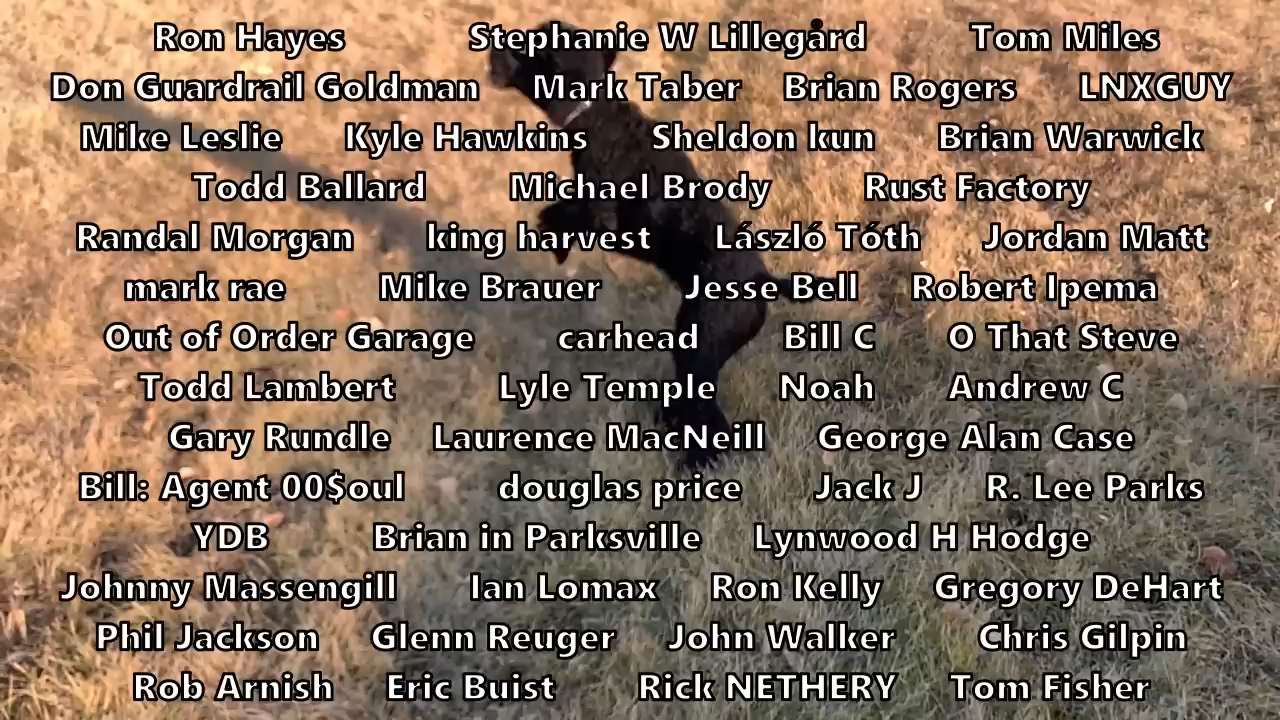 Ron Hayes Stephanie W Lillegård Tom Miles
Don Guardrail Goldman Mark Taber Brian Rogers LNXGUY
Mike Leslie Kyle Hawkins Sheldon kun Brian Warwick
Todd Ballard Michael Brody Rust Factory
Randal Morgan king harvest László Tóth Jordan Matt
mark rae Mike Brauer Jesse Bell Robert Ipema
Out of Order Garage carhead Bill C O That Steve
Todd Lambert Lyle Temple Noah Andrew C
Gary Rundle Laurence MacNeill George Alan Case
Bill: Agent 00$oul douglas price Jack J R. Lee Parks
YDB Brian in Parksville Lynwood H Hodge
Johnny Massengill Ian Lomax Ron Kelly Gregory DeHart
Phil Jackson Glenn Reuger John Walker Chris Gilpin
Rob Arnish Eric Buist Rick NETHERY Tom Fisher